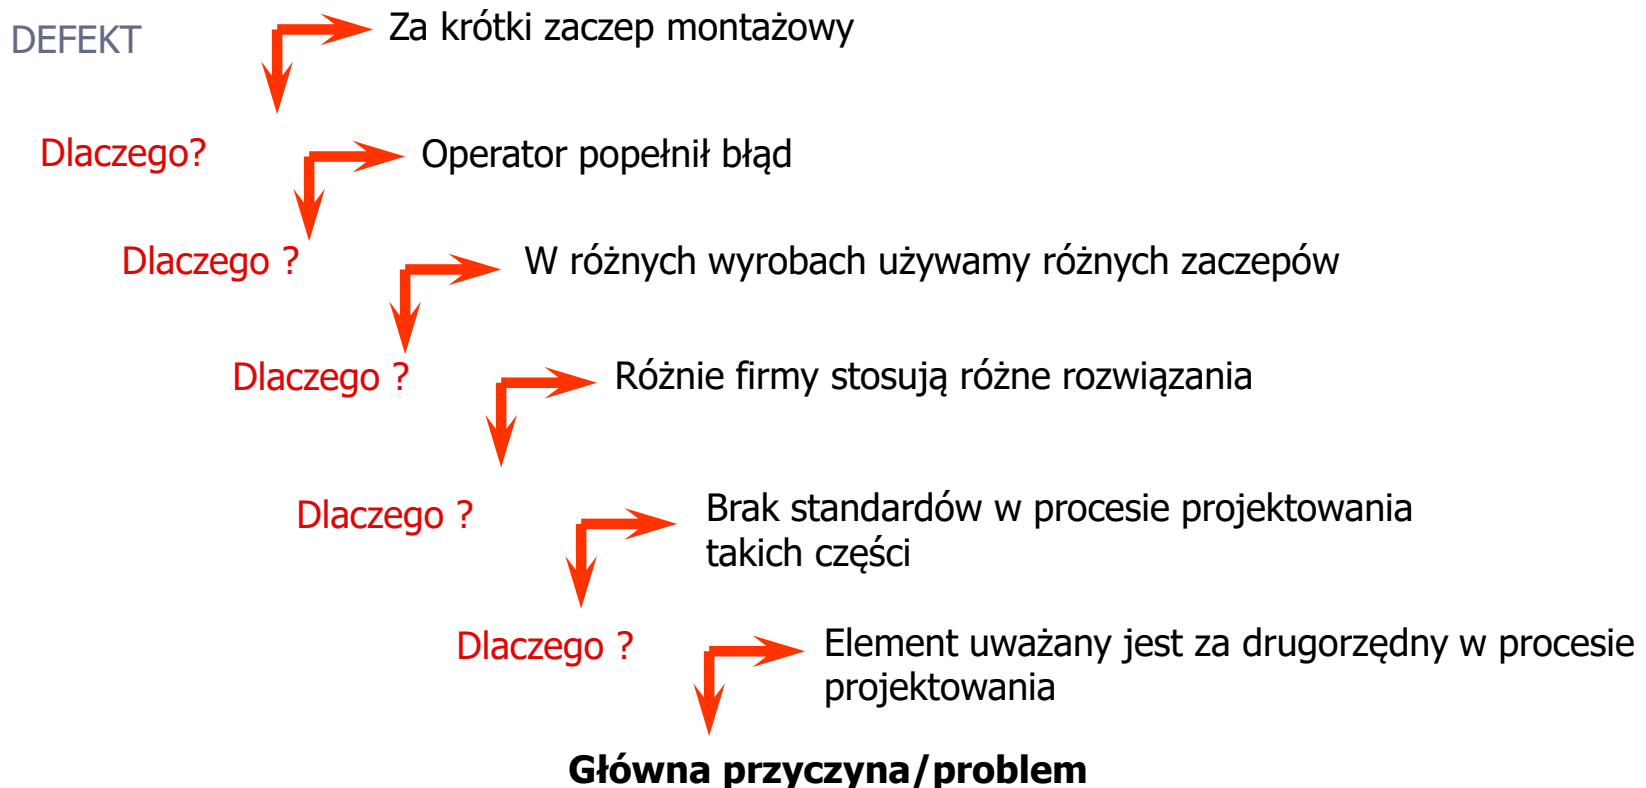 DEFEKT
Za krótki zaczep montażowy
Dlaczego?
Operator popełnił błąd
Dlaczego ?
W różnych wyrobach używamy różnych zaczepów
Dlaczego ?
Różnie firmy stosują różne rozwiązania
Dlaczego ?
Brak standardów w procesie projektowania
takich części
Dlaczego ?
Element uważany jest za drugorzędny w procesie
projektowania
Główna przyczyna/problem